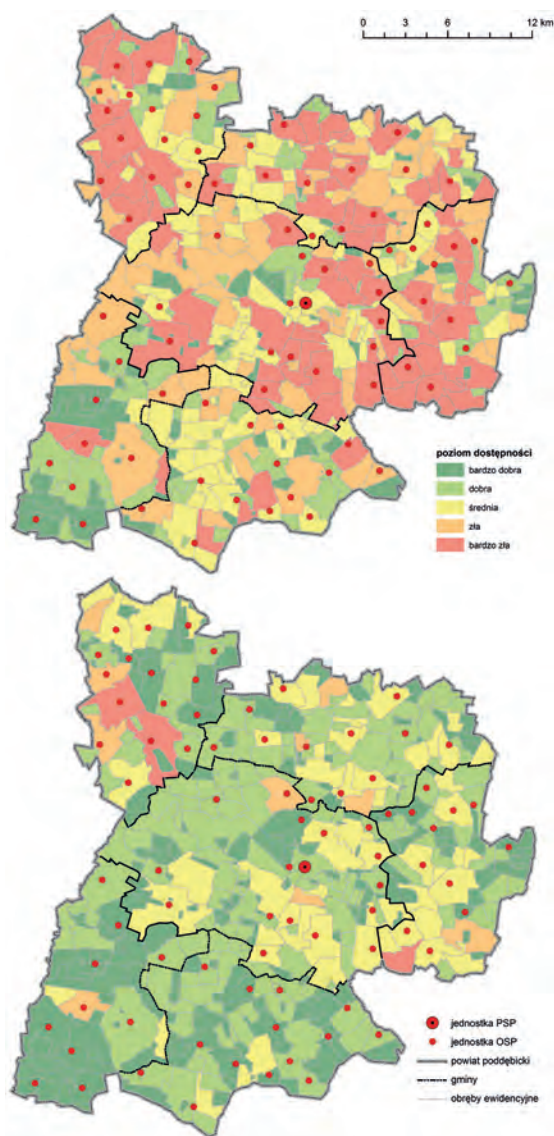 0 3 6 12 km
poziom dostępności
bardzo dobra
dobra
średnia
zła
bardzo zła
jednostka PSP
jednostka OSP
powiat poddębicki
gminy
obręby ewidencyjne